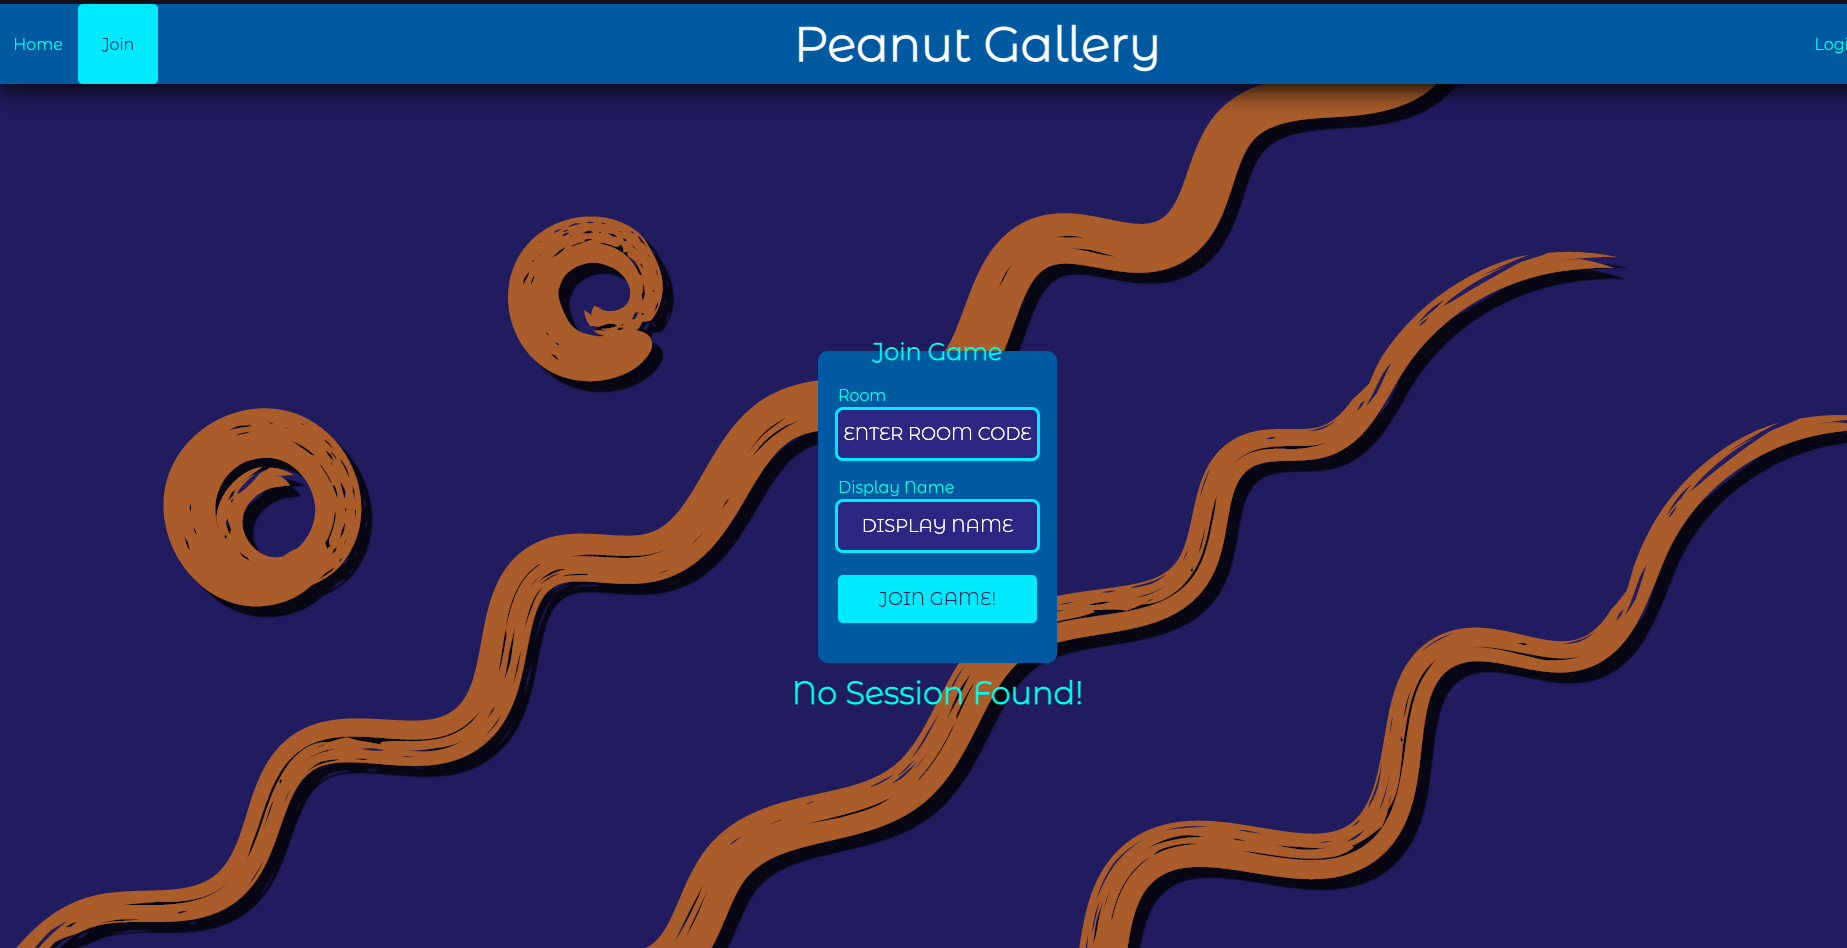 Home
Join
Peanut Gallery
Logi
Join Game
Room
ENTER ROOM CODE
Display Name
DISPLAY NAME
JOIN GAME!
No Session Found!